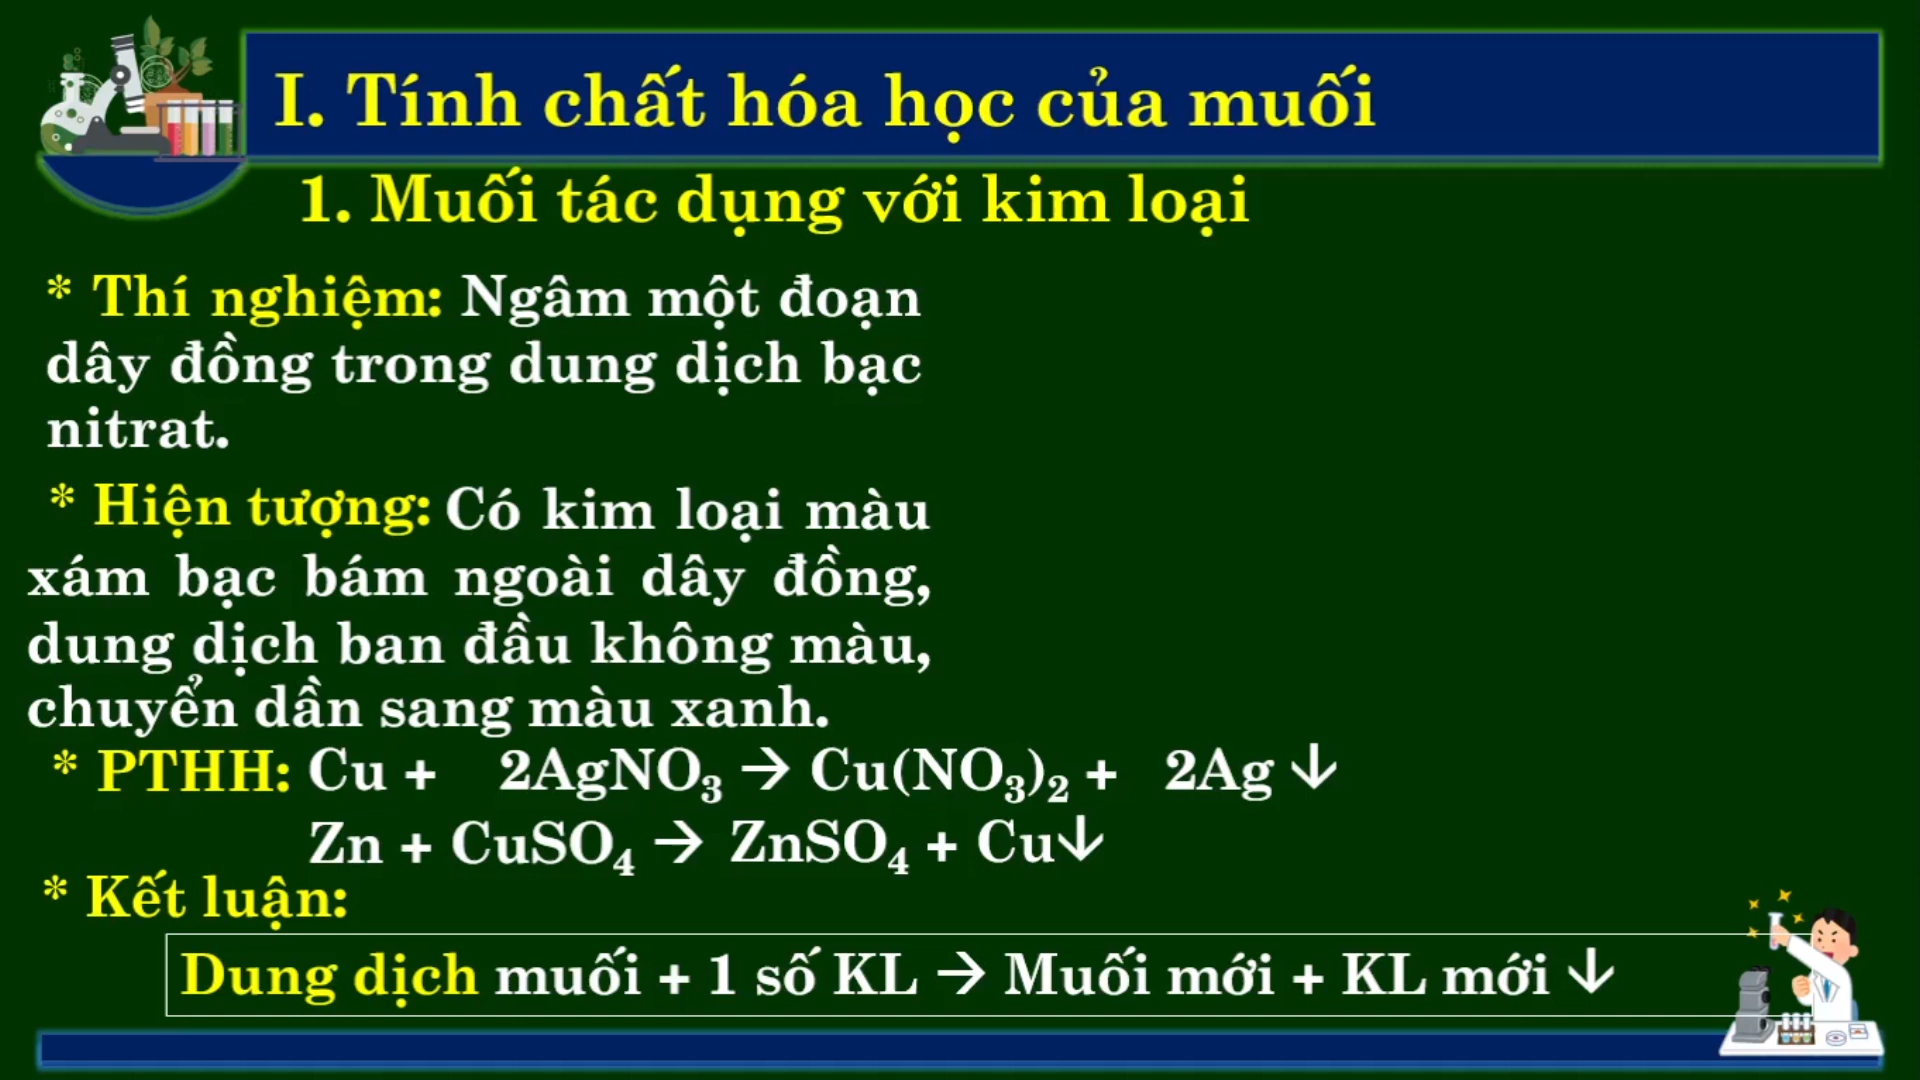 I. Tính chất hóa học của muối
1. Muối tác dụng với kim loại
* Thí nghiệm: Ngâm một đoạn
dây đồng trong dung dịch bạc
nitrat.
* Hiện tượng: Có kim loại màu
xám bạc bám ngoài dây đồng,
dung dịch ban đầu không màu,
chuyển dần sang màu xanh.
* PTHH: Cu + 2AgNO₃ → Cu(NO₃)₂ + 2Ag ↓
Zn + CuSO₄ → ZnSO₄ + Cu↓
* Kết luận:
Dung dịch muối + 1 số KL → Muối mới + KL mới ↓